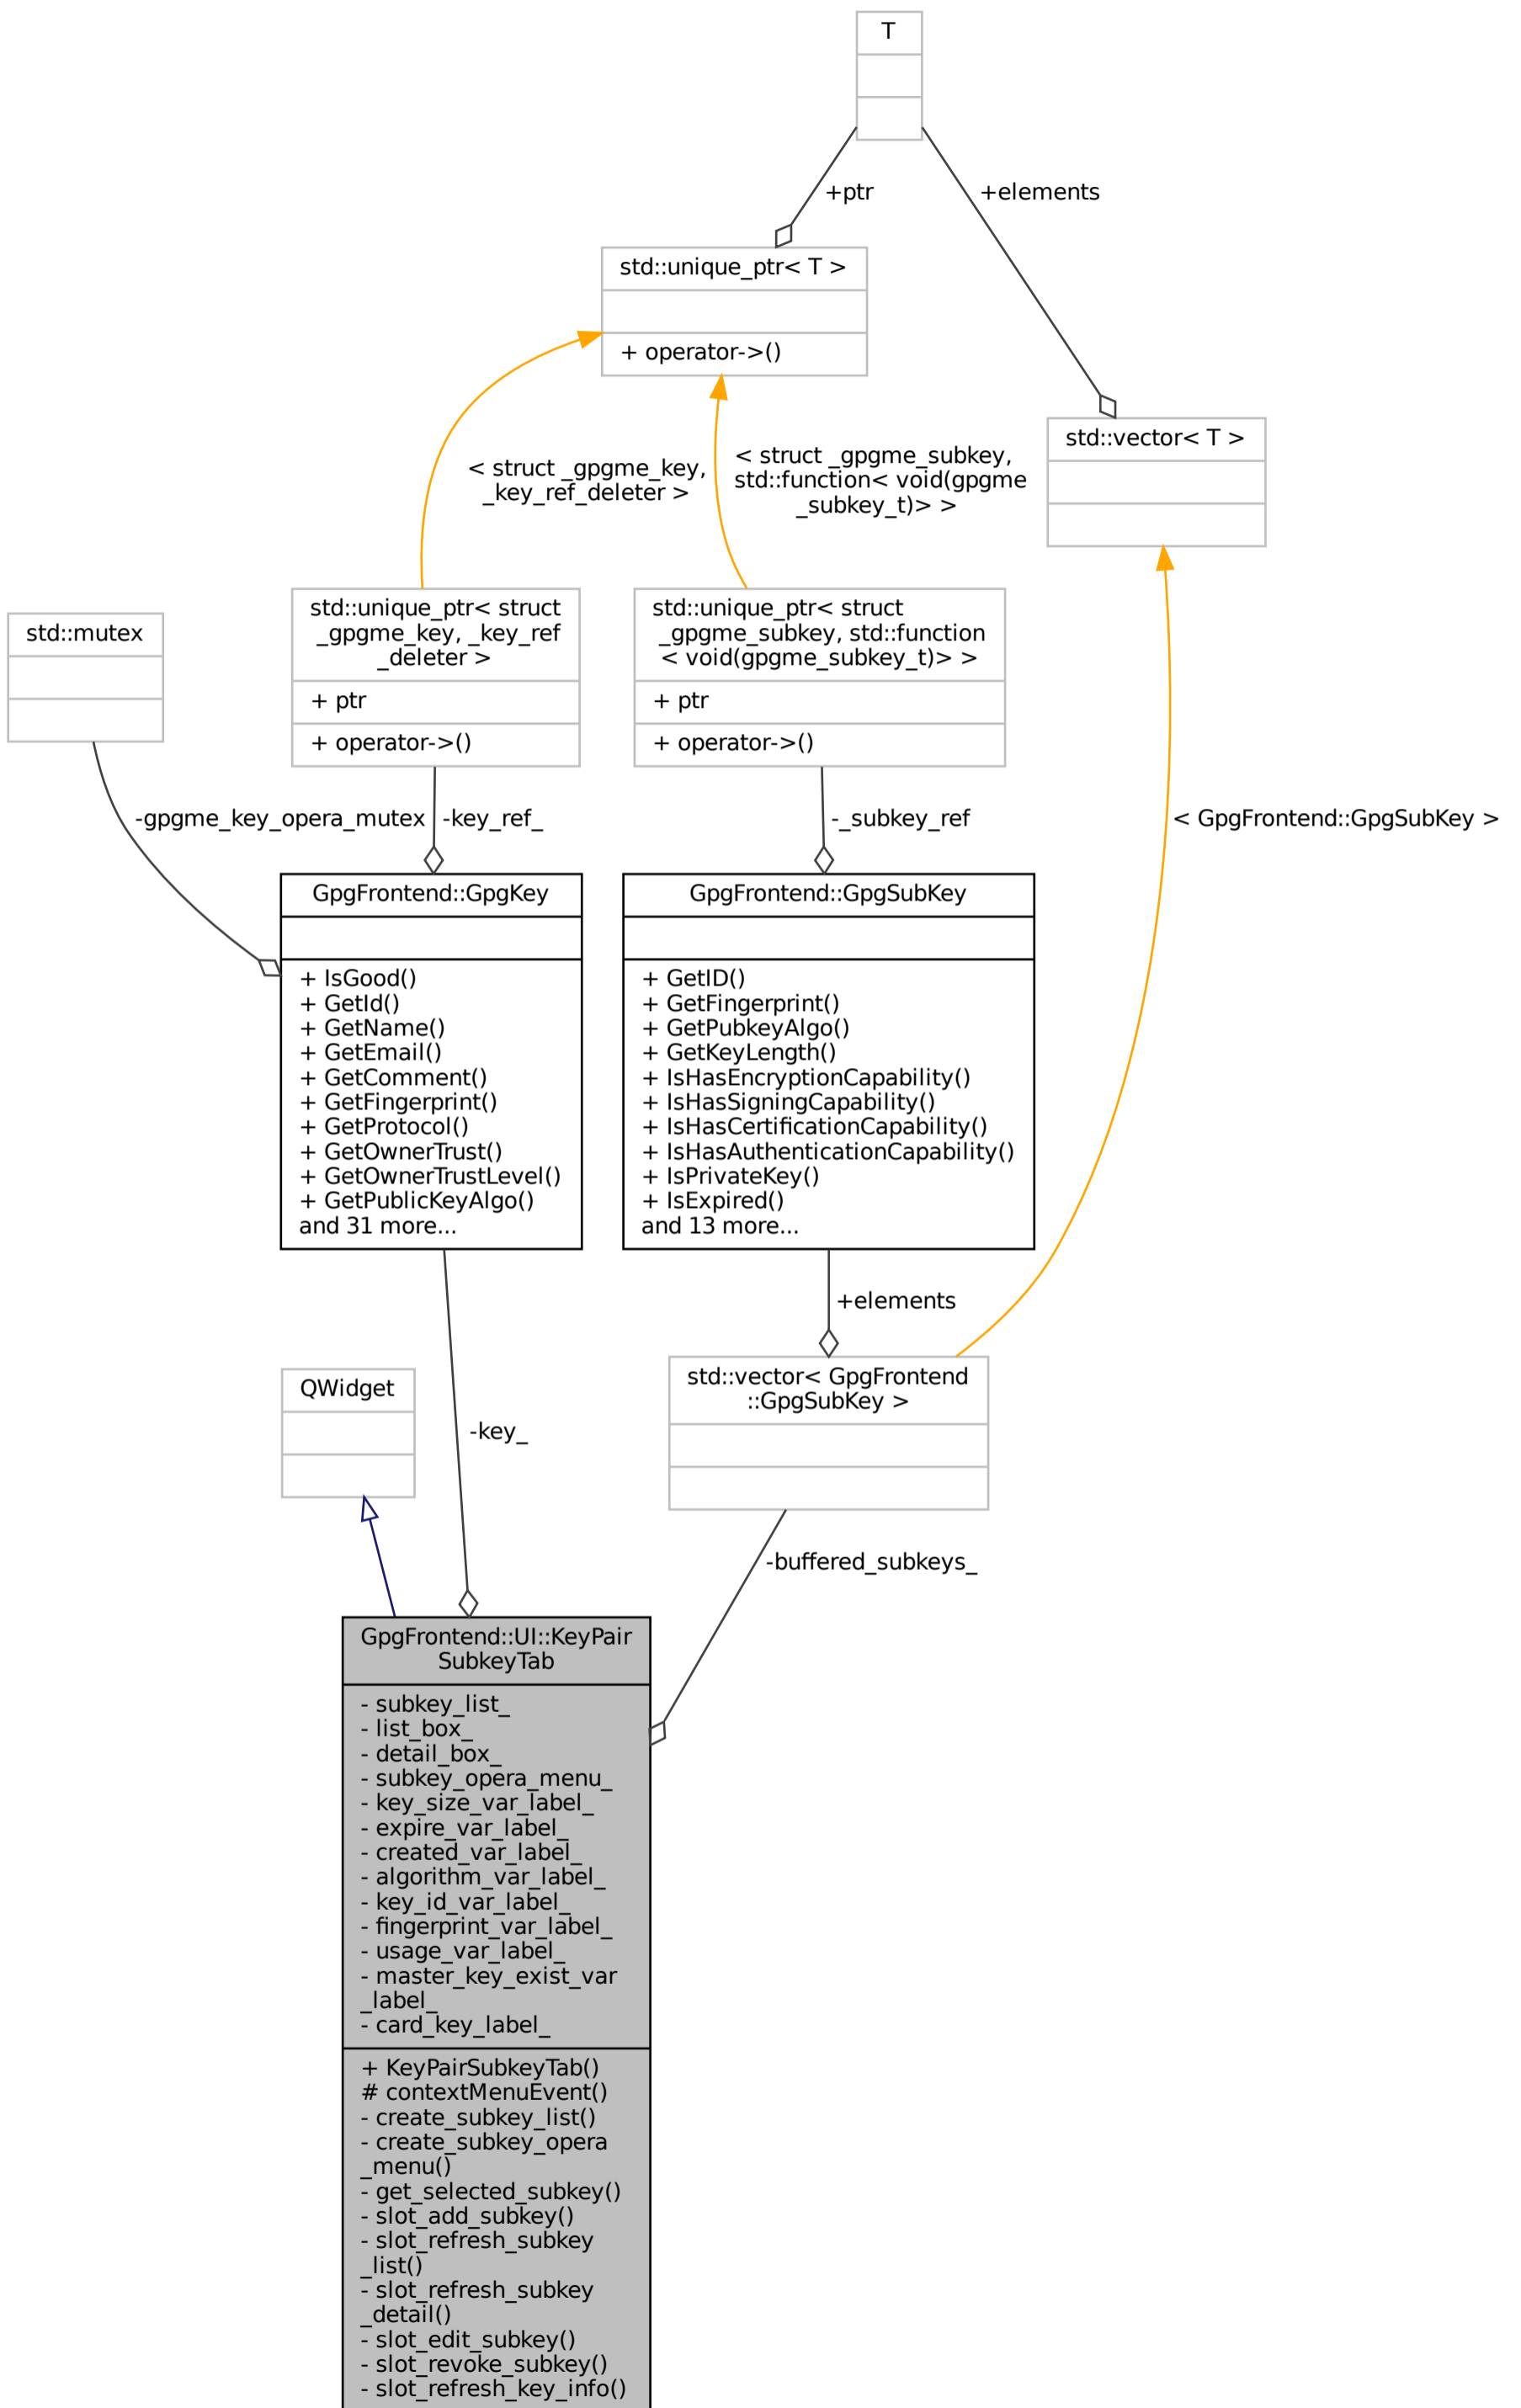 T
+ptr
+elements
std::unique_ptr< T >
+ operator->()
std::vector< T >
< struct _gpgme_key,
_key_ref_deleter >
< struct _gpgme_subkey,
std::function< void(gpgme
_subkey_t)> >
std::mutex
std::unique_ptr< struct
_gpgme_key, _key_ref
_deleter >
+ ptr
+ operator->()
std::unique_ptr< struct
_gpgme_subkey, std::function
< void(gpgme_subkey_t)> >
+ ptr
+ operator->()
-gpgme_key_opera_mutex
-key_ref_
-_subkey_ref
< GpgFrontend::GpgSubKey >
GpgFrontend::GpgKey
+ IsGood()
+ GetId()
+ GetName()
+ GetEmail()
+ GetComment()
+ GetFingerprint()
+ GetProtocol()
+ GetOwnerTrust()
+ GetOwnerTrustLevel()
+ GetPublicKeyAlgo()
and 31 more...
GpgFrontend::GpgSubKey
+ GetID()
+ GetFingerprint()
+ GetPubkeyAlgo()
+ GetKeyLength()
+ IsHasEncryptionCapability()
+ IsHasSigningCapability()
+ IsHasCertificationCapability()
+ IsHasAuthenticationCapability()
+ IsPrivateKey()
+ IsExpired()
and 13 more...
+elements
QWidget
std::vector< GpgFrontend
::GpgSubKey >
-key_
-buffered_subkeys_
GpgFrontend::UI::KeyPair
SubkeyTab
- subkey_list_
- list_box_
- detail_box_
- subkey_opera_menu_
- key_size_var_label_
- expire_var_label_
- created_var_label_
- algorithm_var_label_
- key_id_var_label_
- fingerprint_var_label_
- usage_var_label_
- master_key_exist_var
_label_
- card_key_label_
+ KeyPairSubkeyTab()
# contextMenuEvent()
- create_subkey_list()
- create_subkey_opera
_menu()
- get_selected_subkey()
- slot_add_subkey()
- slot_refresh_subkey
_list()
- slot_refresh_subkey
_detail()
- slot_edit_subkey()
- slot_revoke_subkey()
- slot_refresh_key_info()